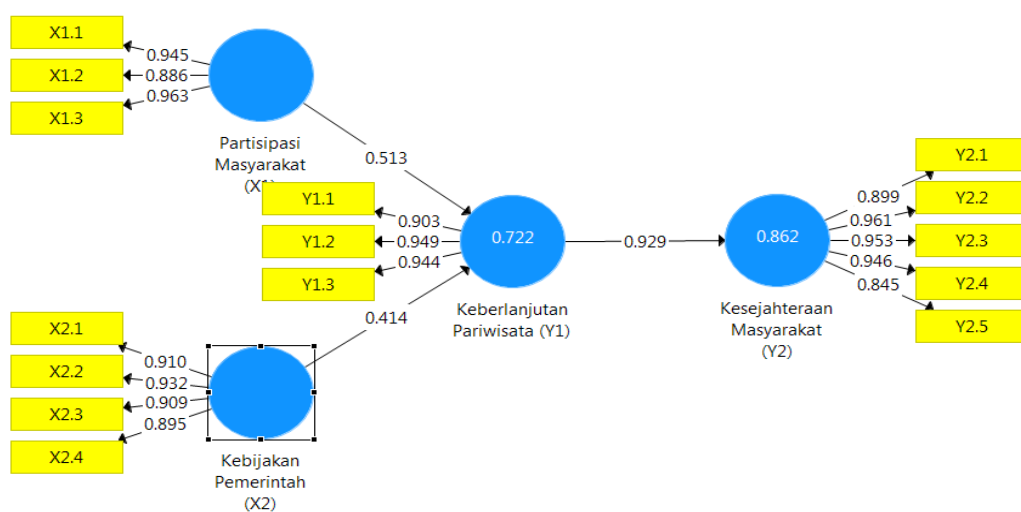 X1.1
X1.2
X1.3
0.945
0.886
0.963
Partisipasi
Masyarakat
(X1)
0.513
Y1.1
Y1.2
Y1.3
0.903
0.949
0.944
0.722
Keberlanjutan
Pariwisata (Y1)
0.929
0.862
Kesejahteraan
Masyarakat
(Y2)
0.899
0.961
0.953
0.946
0.845
Y2.1
Y2.2
Y2.3
Y2.4
Y2.5
0.414
X2.1
X2.2
X2.3
X2.4
0.910
0.932
0.909
0.895
Kebijakan
Pemerintah
(X2)